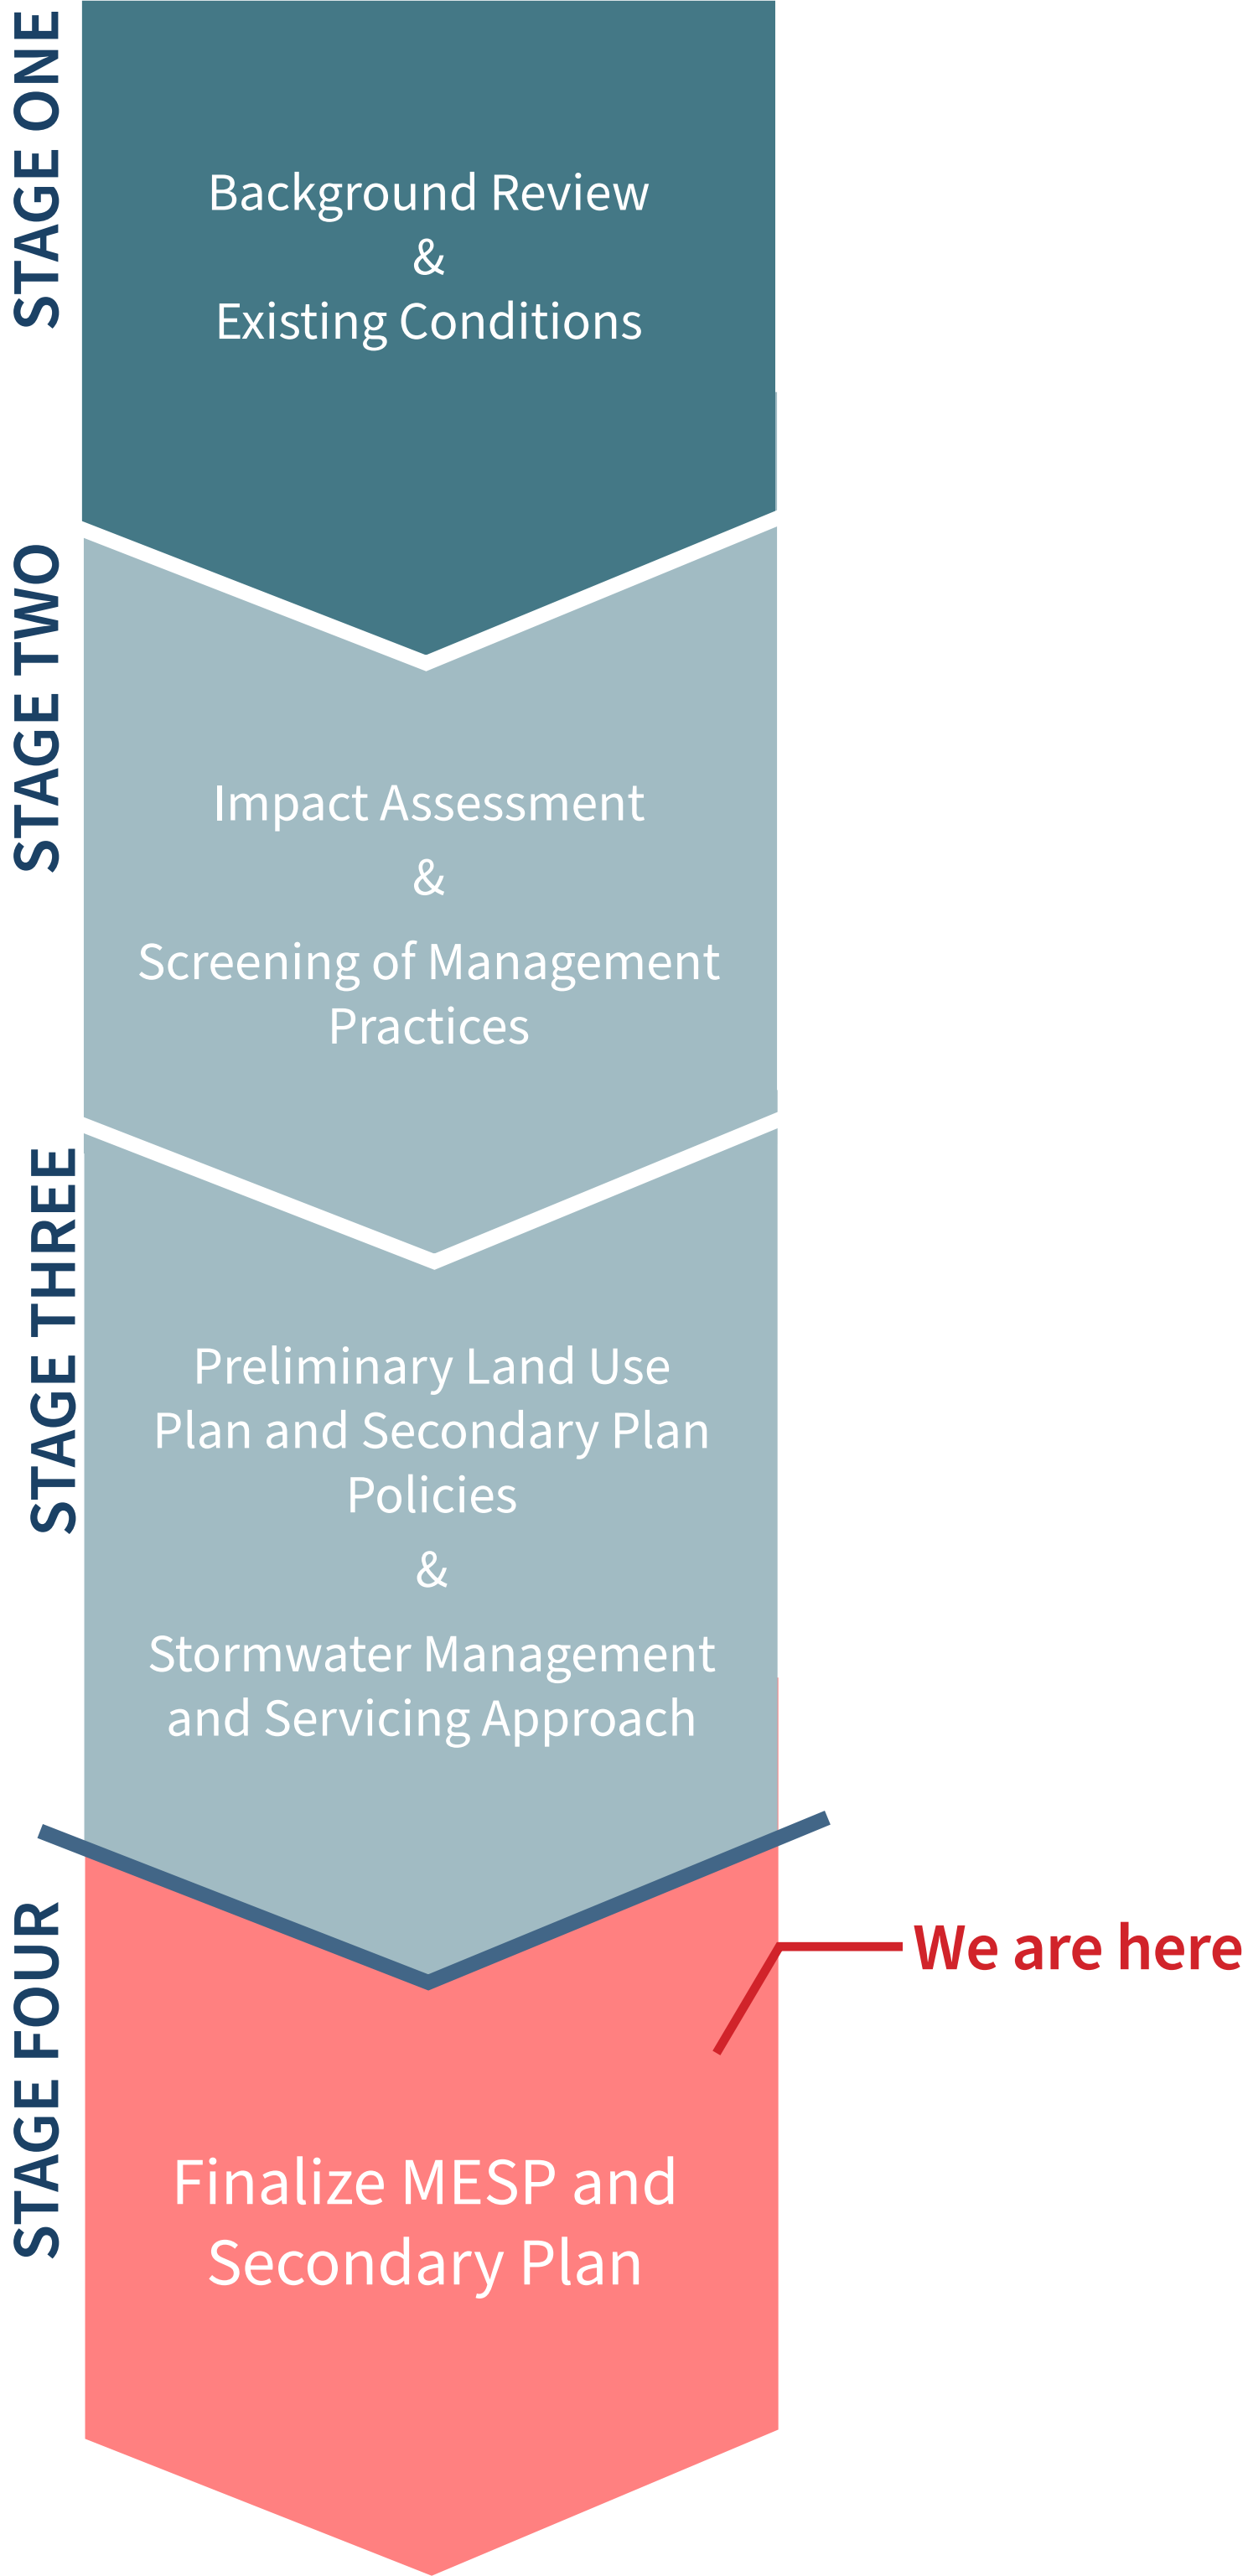 STAGE ONE
Background Review
&
Existing Conditions
STAGE TWO
Impact Assessment
&
Screening of Management
Practices
STAGE THREE
Preliminary Land Use
Plan and Secondary Plan
Policies
&
Stormwater Management
and Servicing Approach
STAGE FOUR
We are here
Finalize MESP and
Secondary Plan